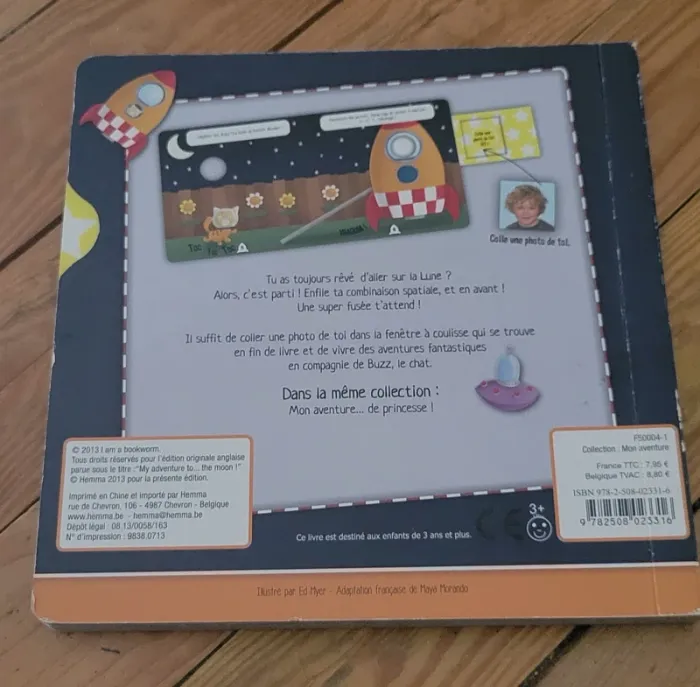 Colle une photo de toi.
Tu as toujours rêvé d'aller sur la Lune ?
Alors, c'est parti ! Enfile ta combinaison spatiale, et en avant !
Une super fusée t'attend !
Il suffit de coller une photo de toi dans la fenêtre à coulisse qui se trouve
en fin de livre et de vivre des aventures fantastiques
en compagnie de Buzz, le chat.
Dans la même collection :
Mon aventure... de princesse !
© 2013 I am a bookworm.
Tous droits réservés pour l'édition originale anglaise
parue sous le titre :"My adventure to... the moon !"
© Hemma 2013 pour la présente édition.
Imprimé en Chine et importé par Hemma
rue de Chevron, 106 - 4987 Chevron - Belgique
www.hemma.be - hemma@hemma.be
Dépôt légal : 08.13/0058/163
N° d'impression : 9838.0713
Ce livre est destiné aux enfants de 3 ans et plus.
3+
P50004-1
Collection : Mon aventure
France TTC : 7,95 €
Belgique TVAC : 8,80 €
ISBN 978-2-508-02331-6
9 782508 023316
Illustré par Ed Myer - Adaptation française de Maya Morando